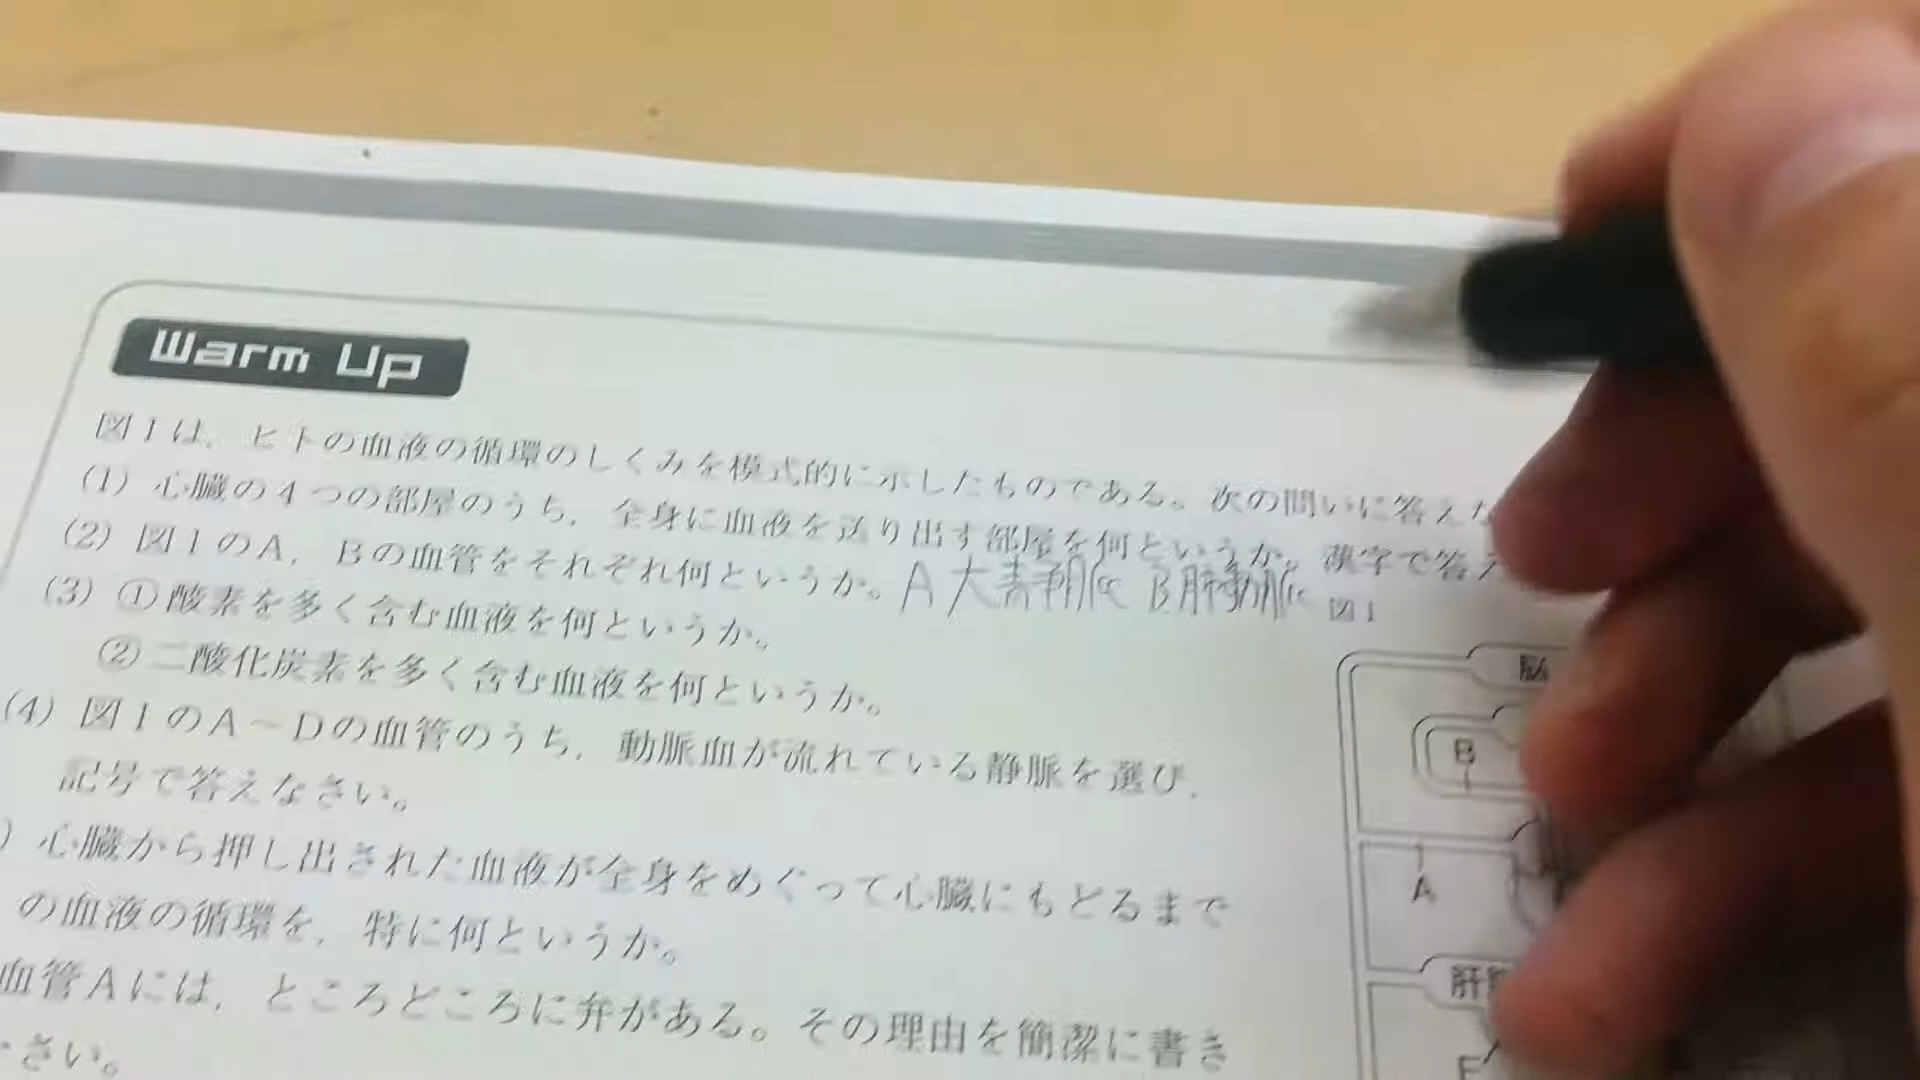 Warm Up
図1は,ヒトの血液の循環のしくみを模式的に示したものである。次の問いに答えな
(1) 心臓の4つの部屋のうち,全身に血液を送り出す部屋を何というか。漢字で答え
(2) 図1のA,Bの血管をそれぞれ何というか。A 大静脈 B 肺動脈
(3) ①酸素を多く含む血液を何というか。
②二酸化炭素を多く含む血液を何というか。
(4) 図1のA~Dの血管のうち,動脈血が流れている静脈を選び,
記号で答えなさい。
) 心臓から押し出された血液が全身をめぐって心臓にもどるまで
の血液の循環を,特に何というか。
血管Aには,ところどころに弁がある。その理由を簡潔に書き
さい。
図1
脳
B
A
肝